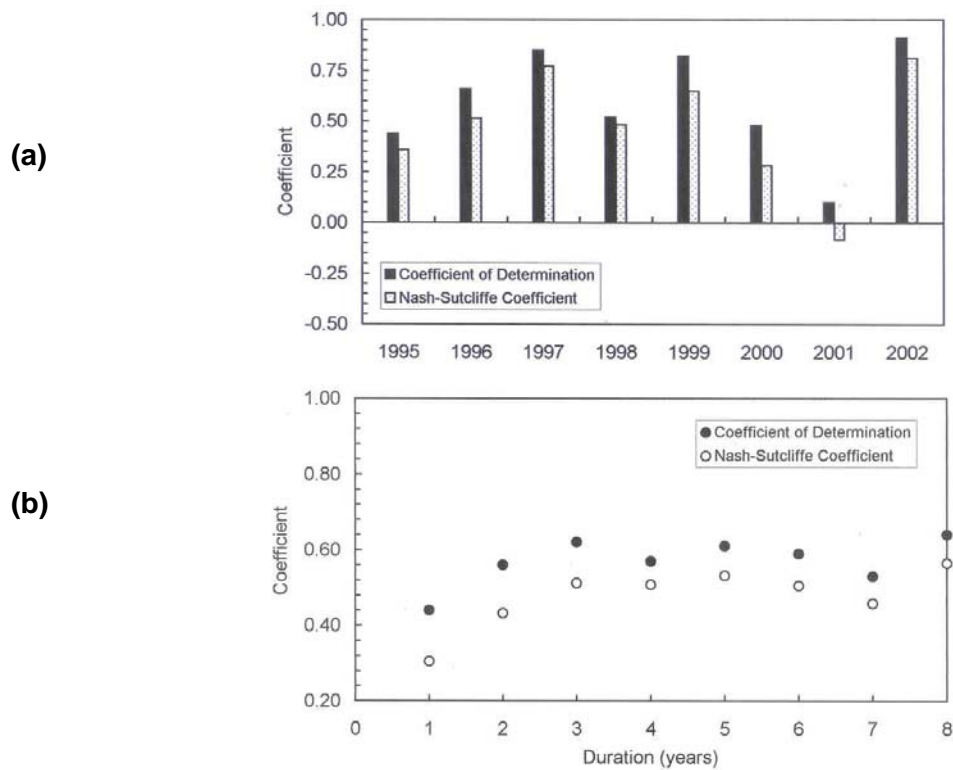 (a)
Coefficient
1.00
0.75
0.50
0.25
0.00
-0.25
-0.50
Coefficient of Determination
Nash-Sutcliffe Coefficient
1995 1996 1997 1998 1999 2000 2001 2002
(b)
Coefficient
1.00
0.80
0.60
0.40
0.20
Coefficient of Determination
Nash-Sutcliffe Coefficient
0 1 2 3 4 5 6 7 8
Duration (years)